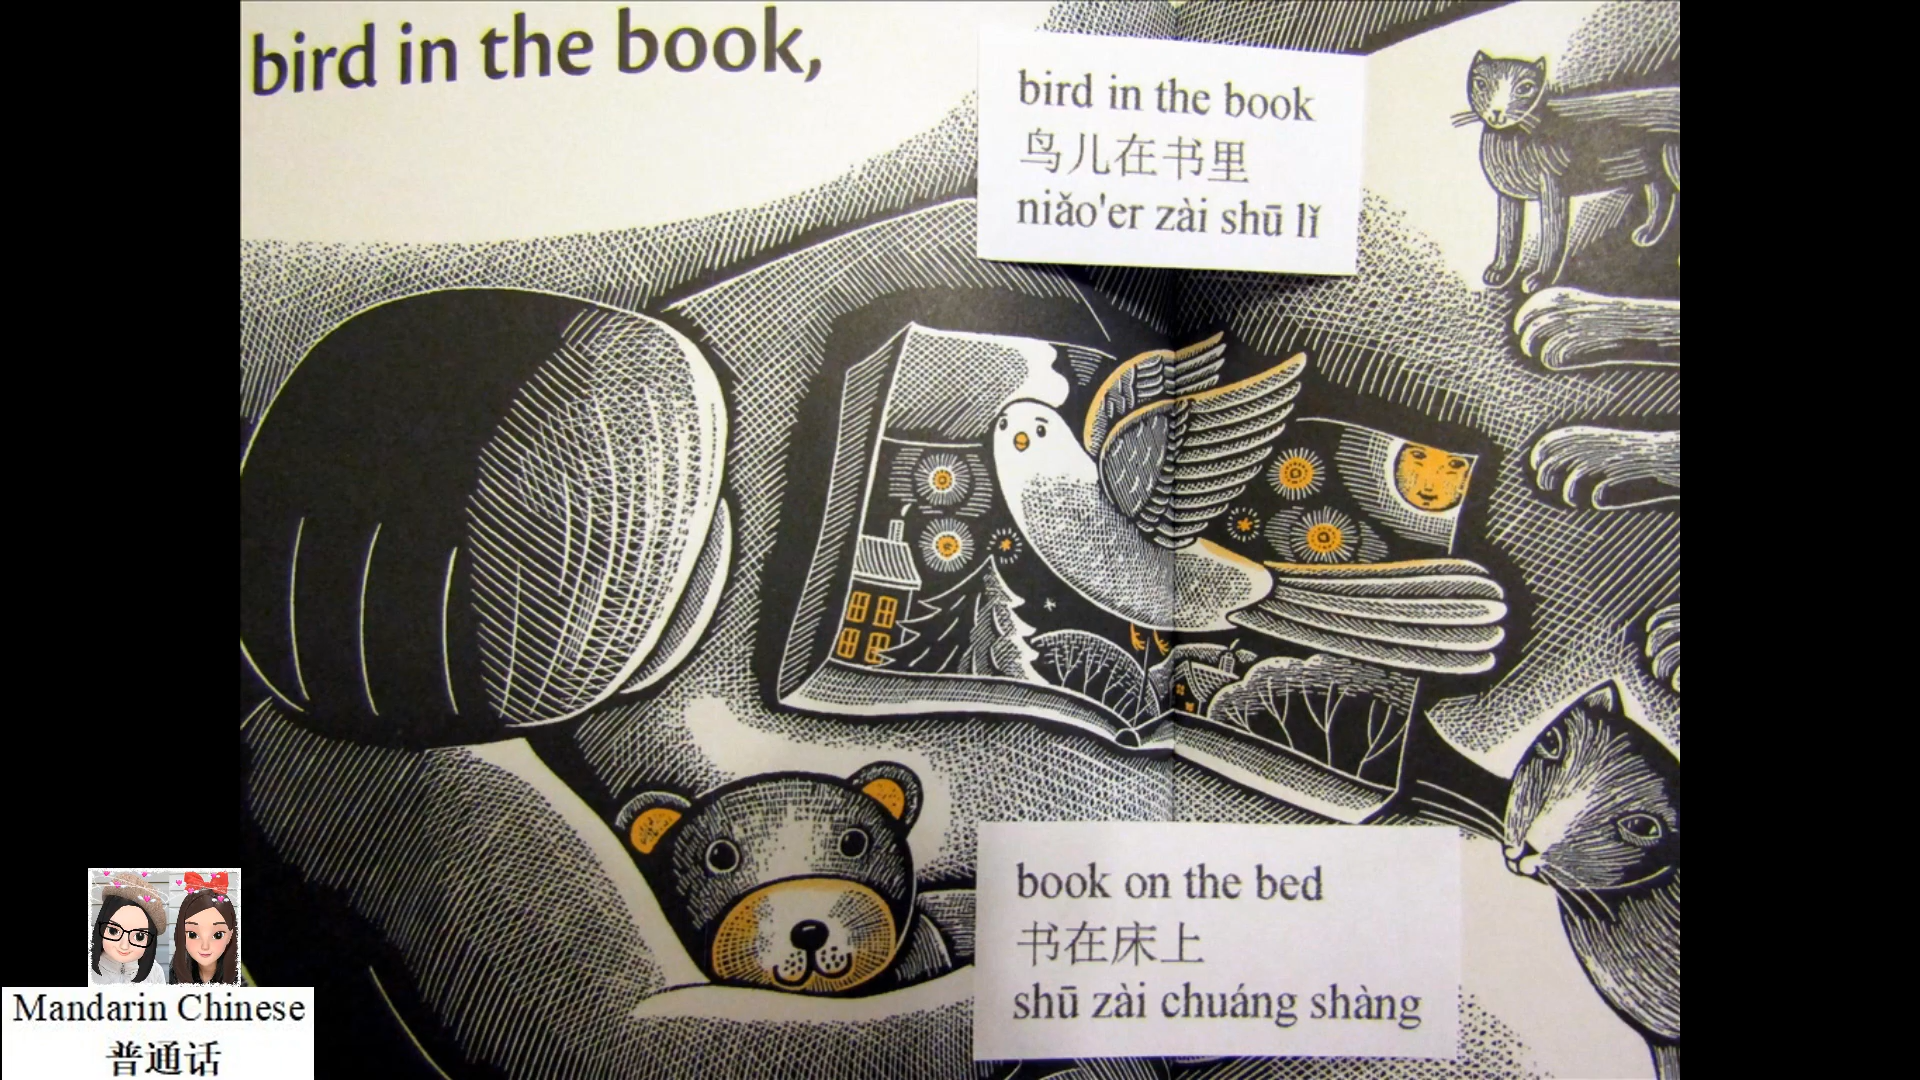 bird in the book,
bird in the book
鸟儿在书里
niǎo'er zài shū lǐ
book on the bed
书在床上
shū zài chuáng shàng
Mandarin Chinese
普通话